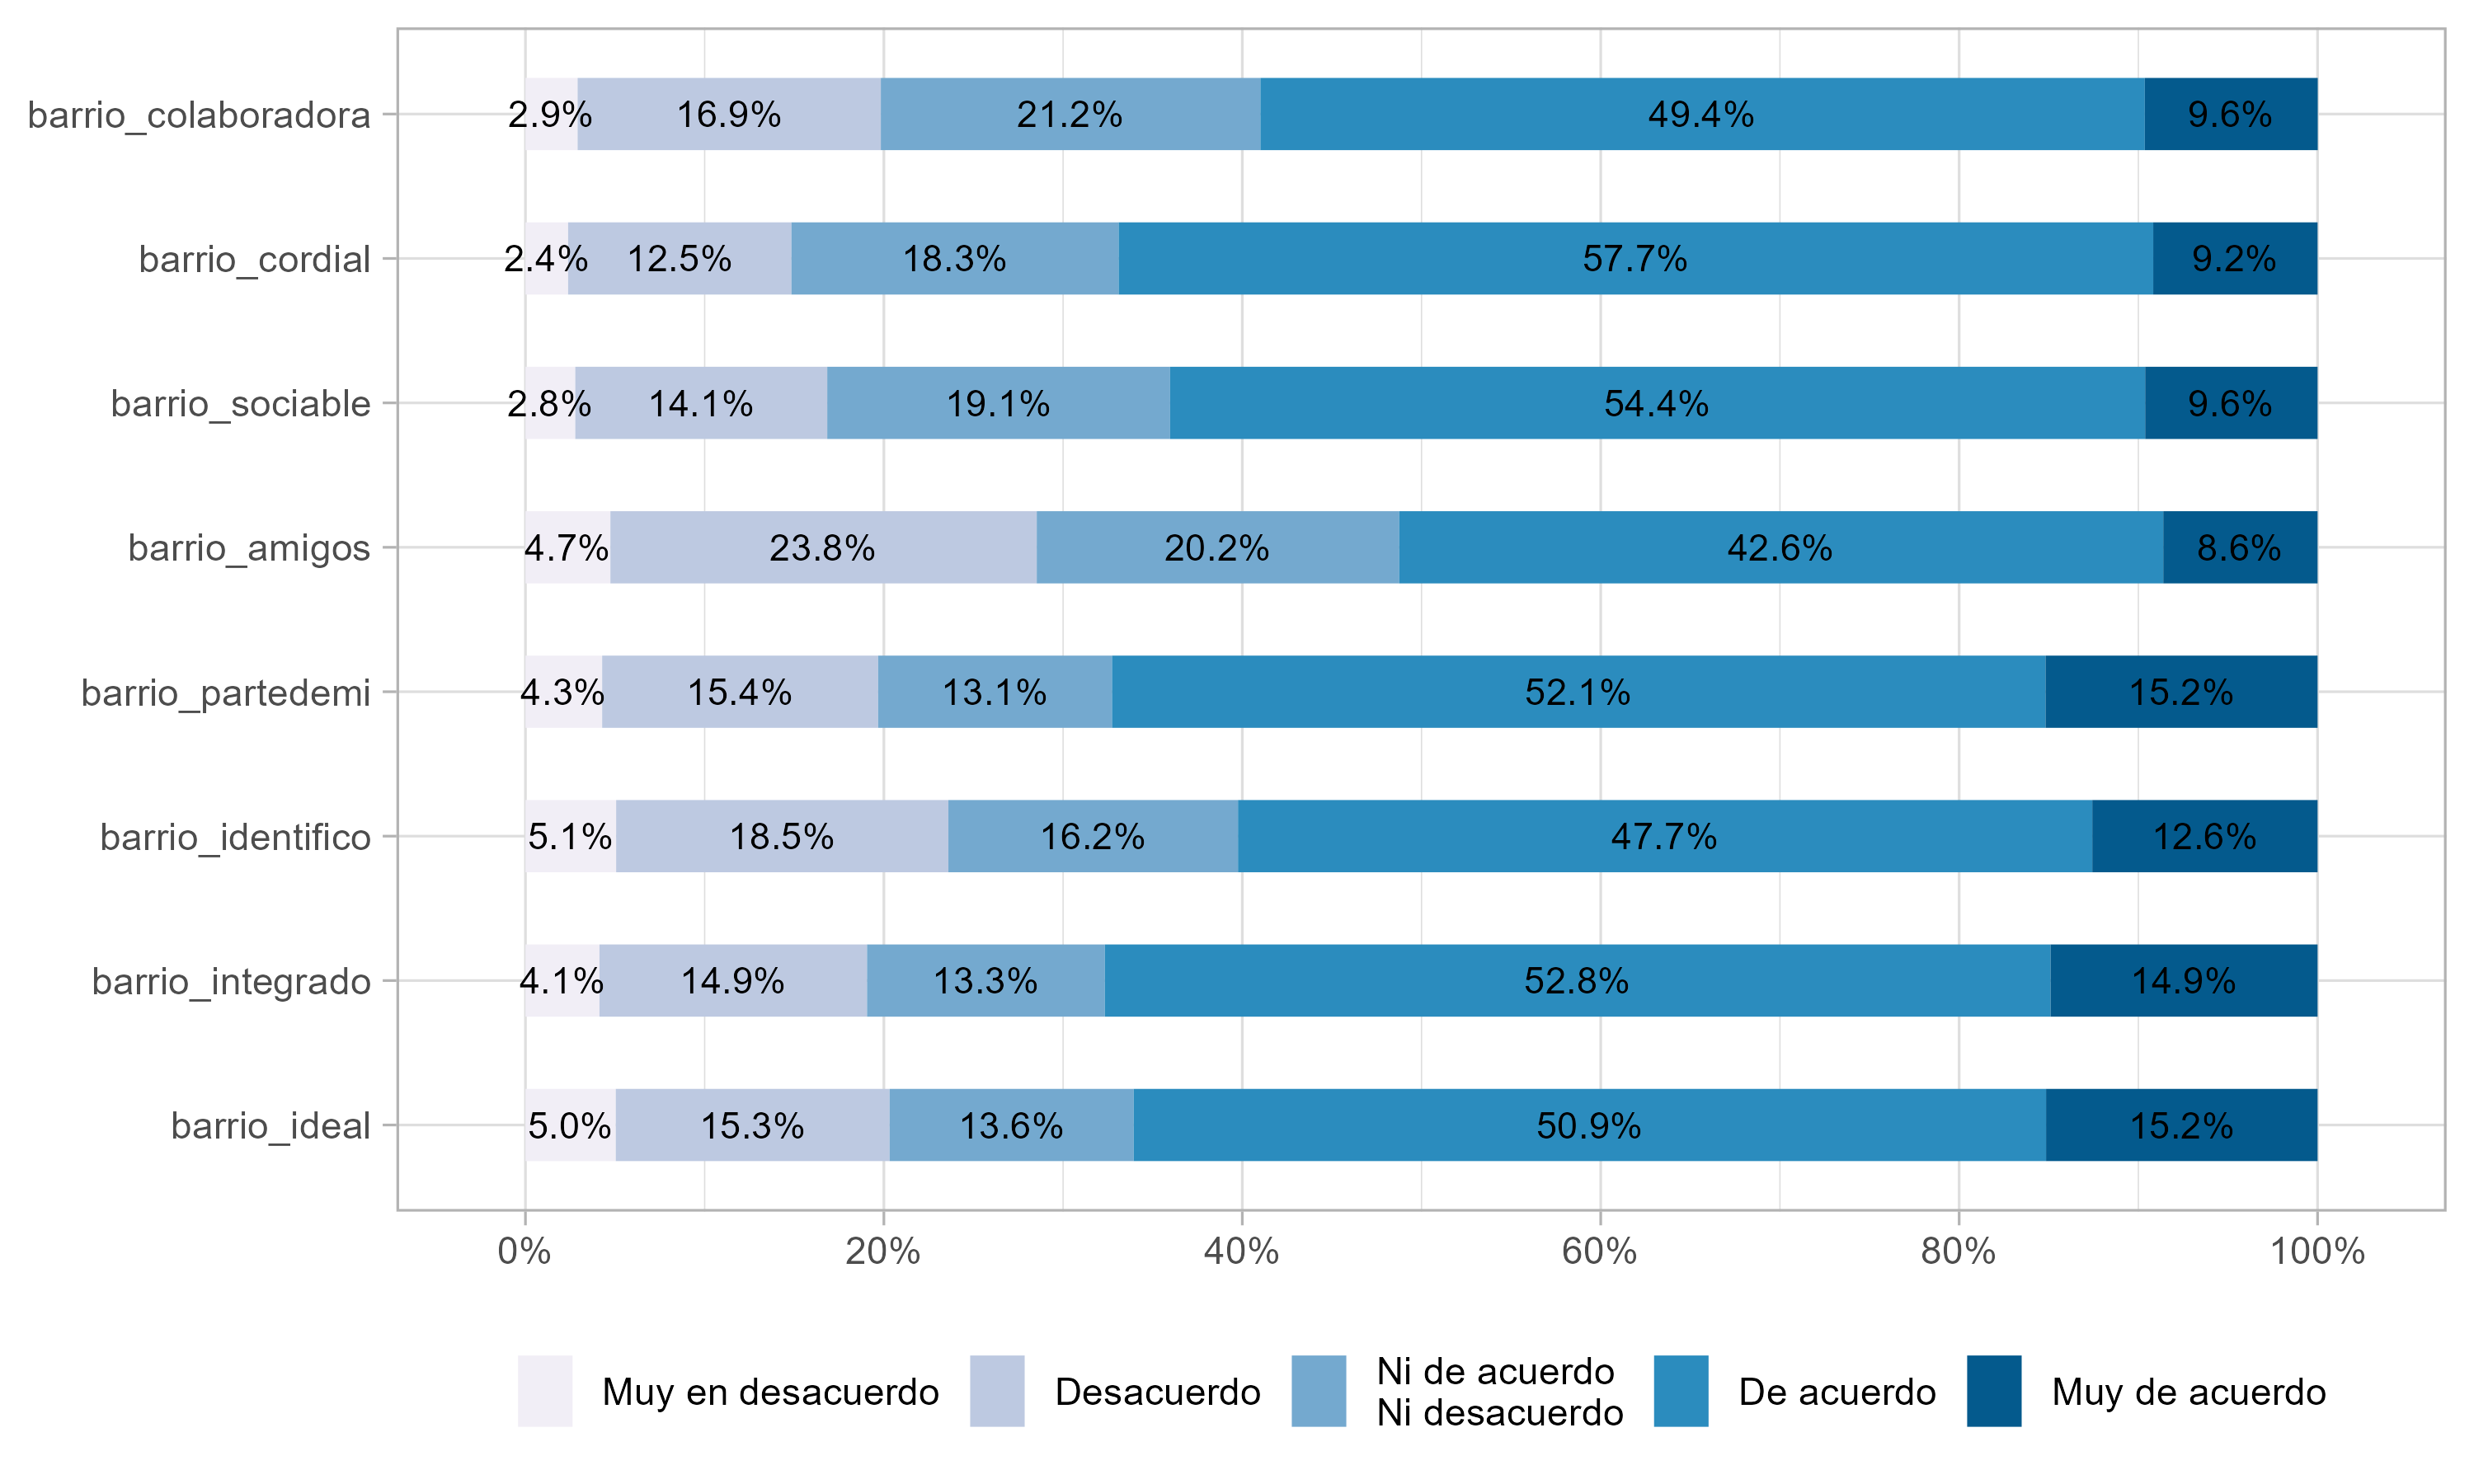 barrio_colaboradora 2.9% 16.9% 21.2% 49.4% 9.6%
barrio_cordial 2.4% 12.5% 18.3% 57.7% 9.2%
barrio_sociable 2.8% 14.1% 19.1% 54.4% 9.6%
barrio_amigos 4.7% 23.8% 20.2% 42.6% 8.6%
barrio_partedemi 4.3% 15.4% 13.1% 52.1% 15.2%
barrio_identifico 5.1% 18.5% 16.2% 47.7% 12.6%
barrio_integrado 4.1% 14.9% 13.3% 52.8% 14.9%
barrio_ideal 5.0% 15.3% 13.6% 50.9% 15.2%
0% 20% 40% 60% 80% 100%
Muy en desacuerdo
Desacuerdo
Ni de acuerdo
Ni desacuerdo
De acuerdo
Muy de acuerdo